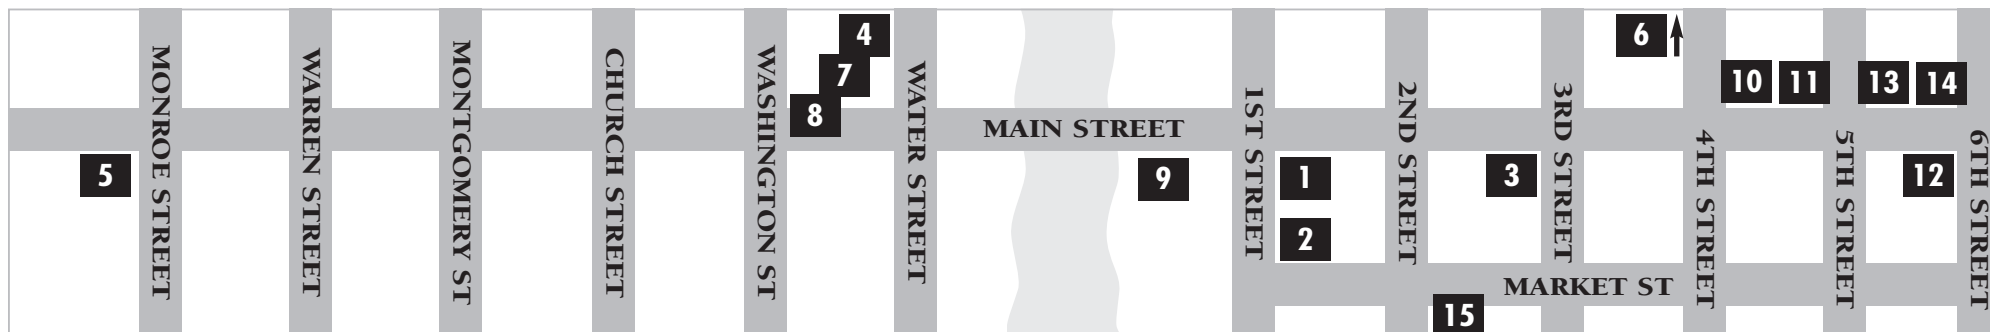 MONROE STREET
WARREN STREET
MONTGOMERY ST
CHURCH STREET
WASHINGTON ST
WATER STREET
MAIN STREET
1ST STREET
2ND STREET
3RD STREET
4TH STREET
5TH STREET
6TH STREET
MARKET ST
4
7
8
5
9
1
2
3
6
10
11
13
14
12
15